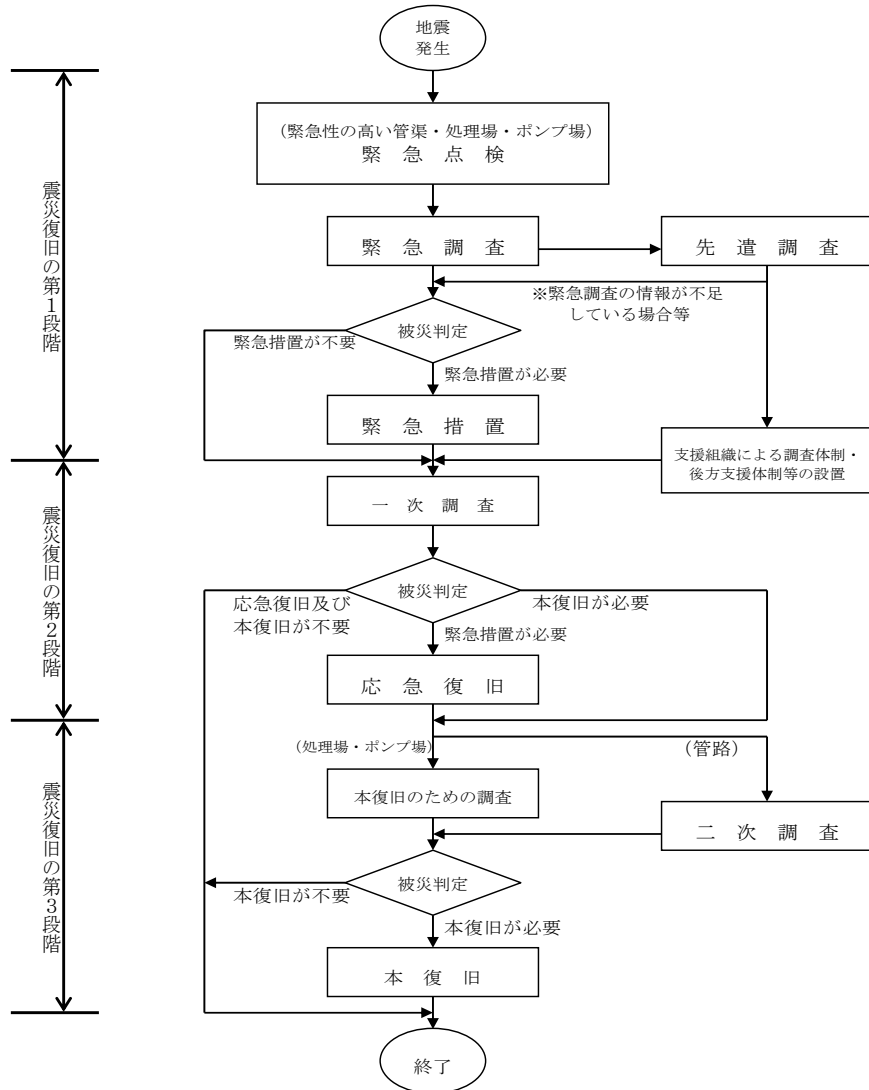 地震
発生
(緊急性の高い管渠・処理場・ポンプ場)
緊急点検
震災復旧の第1段階
緊急調査
先遣調査
※緊急調査の情報が不足
している場合等
被災判定
緊急措置が不要
緊急措置が必要
緊急措置
支援組織による調査体制・
後方支援体制等の設置
震災復旧の第2段階
一次調査
被災判定
応急復旧及び
本復旧が不要
本復旧が必要
緊急措置が必要
応急復旧
震災復旧の第3段階
(処理場・ポンプ場)
(管路)
本復旧のための調査
二次調査
被災判定
本復旧が不要
本復旧が必要
本復旧
終了